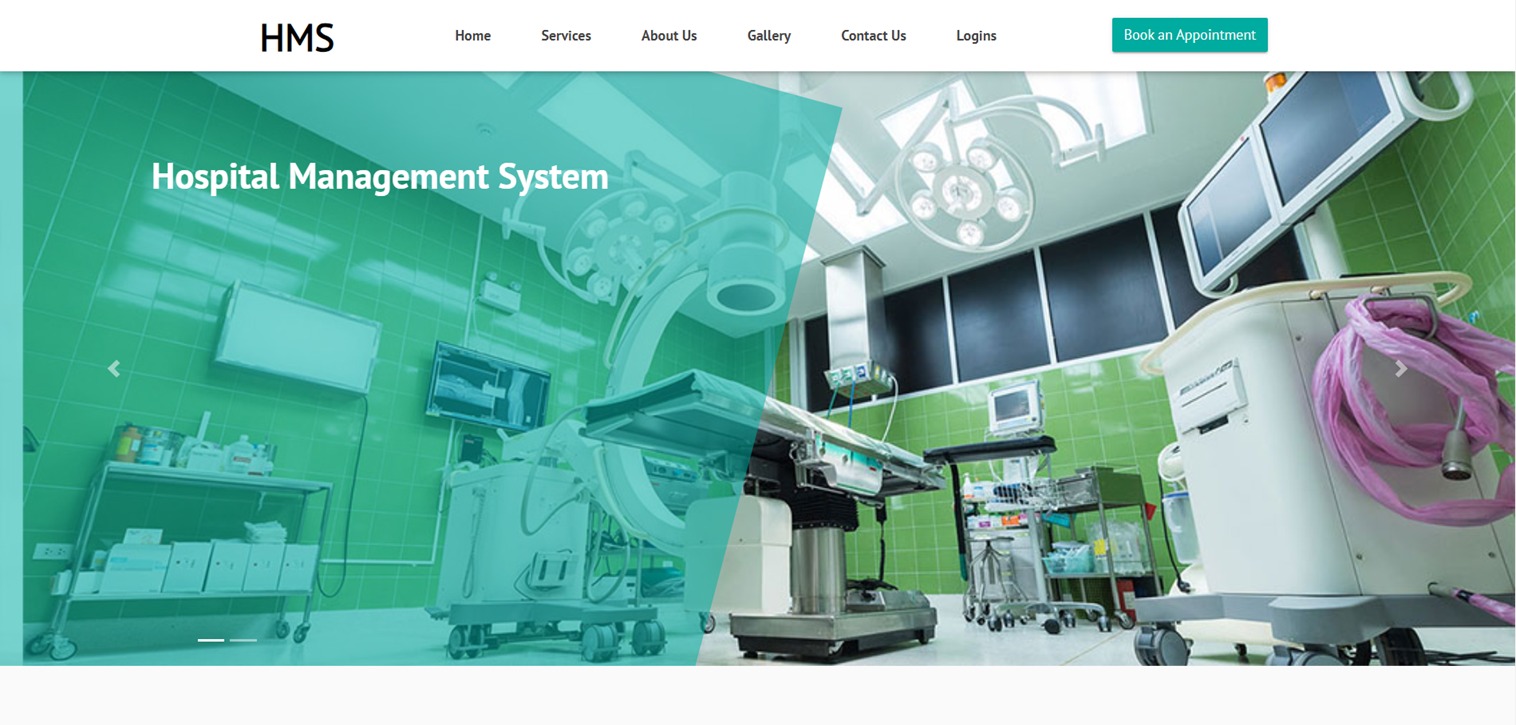 HMS
Home Services About Us Gallery Contact Us Logins
Book an Appointment
Hospital Management System